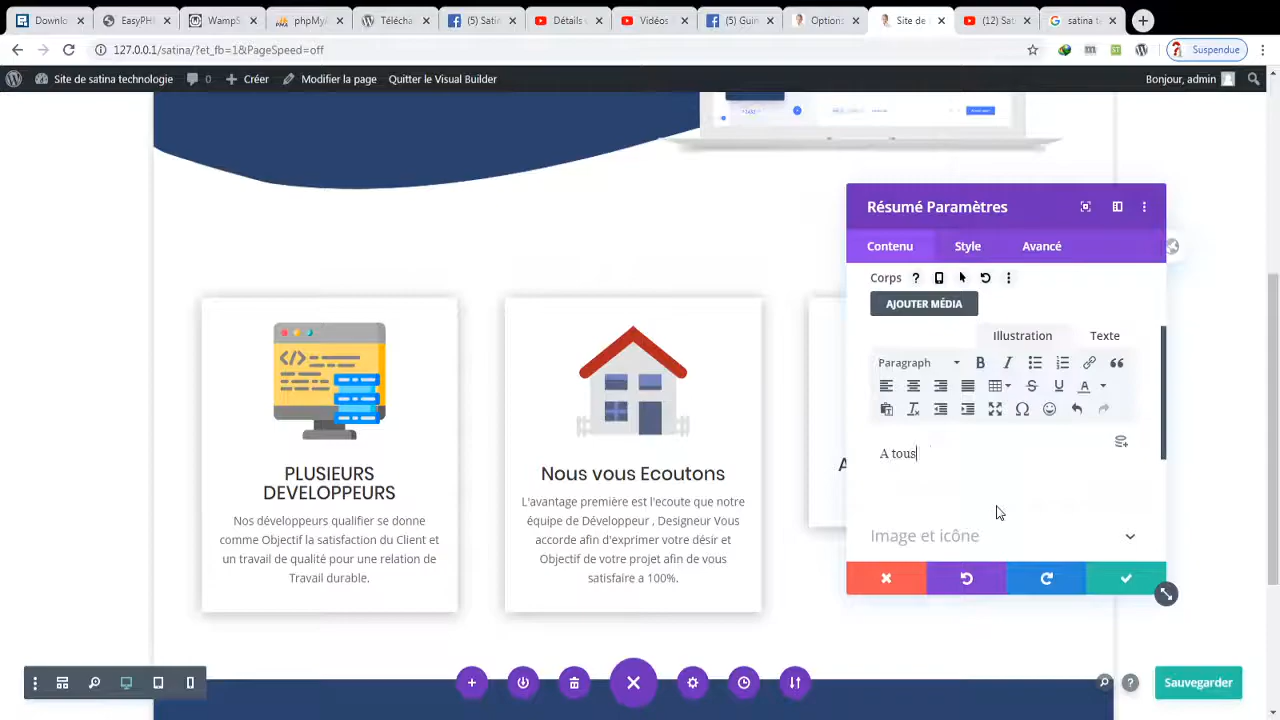 Downlo
EasyPHI
WampS
phpMy
Télécha
(5) Satin
Détails
Vidéos
(5) Guin
Options
Site de
(12) Sat
satina te
127.0.0.1/satina/?et_fb=1&PageSpeed=off
Suspendue
Site de satina technologie
0
Créer
Modifier la page
Quitter le Visual Builder
Bonjour, admin
Résumé Paramètres
Contenu
Style
Avancé
Corps
AJOUTER MÉDIA
Illustration
Texte
Paragraph
A tous
Image et icône
PLUSIEURS
DEVELOPPEURS
Nos développeurs qualifier se donne
comme Objectif la satisfaction du Client et
un travail de qualité pour une relation de
Travail durable.
Nous vous Ecoutons
L'avantage première est l'ecoute que notre
équipe de Développeur , Designeur Vous
accorde afin d'exprimer votre désir et
Objectif de votre projet afin de vous
satisfaire a 100%.
A
Sauvegarder